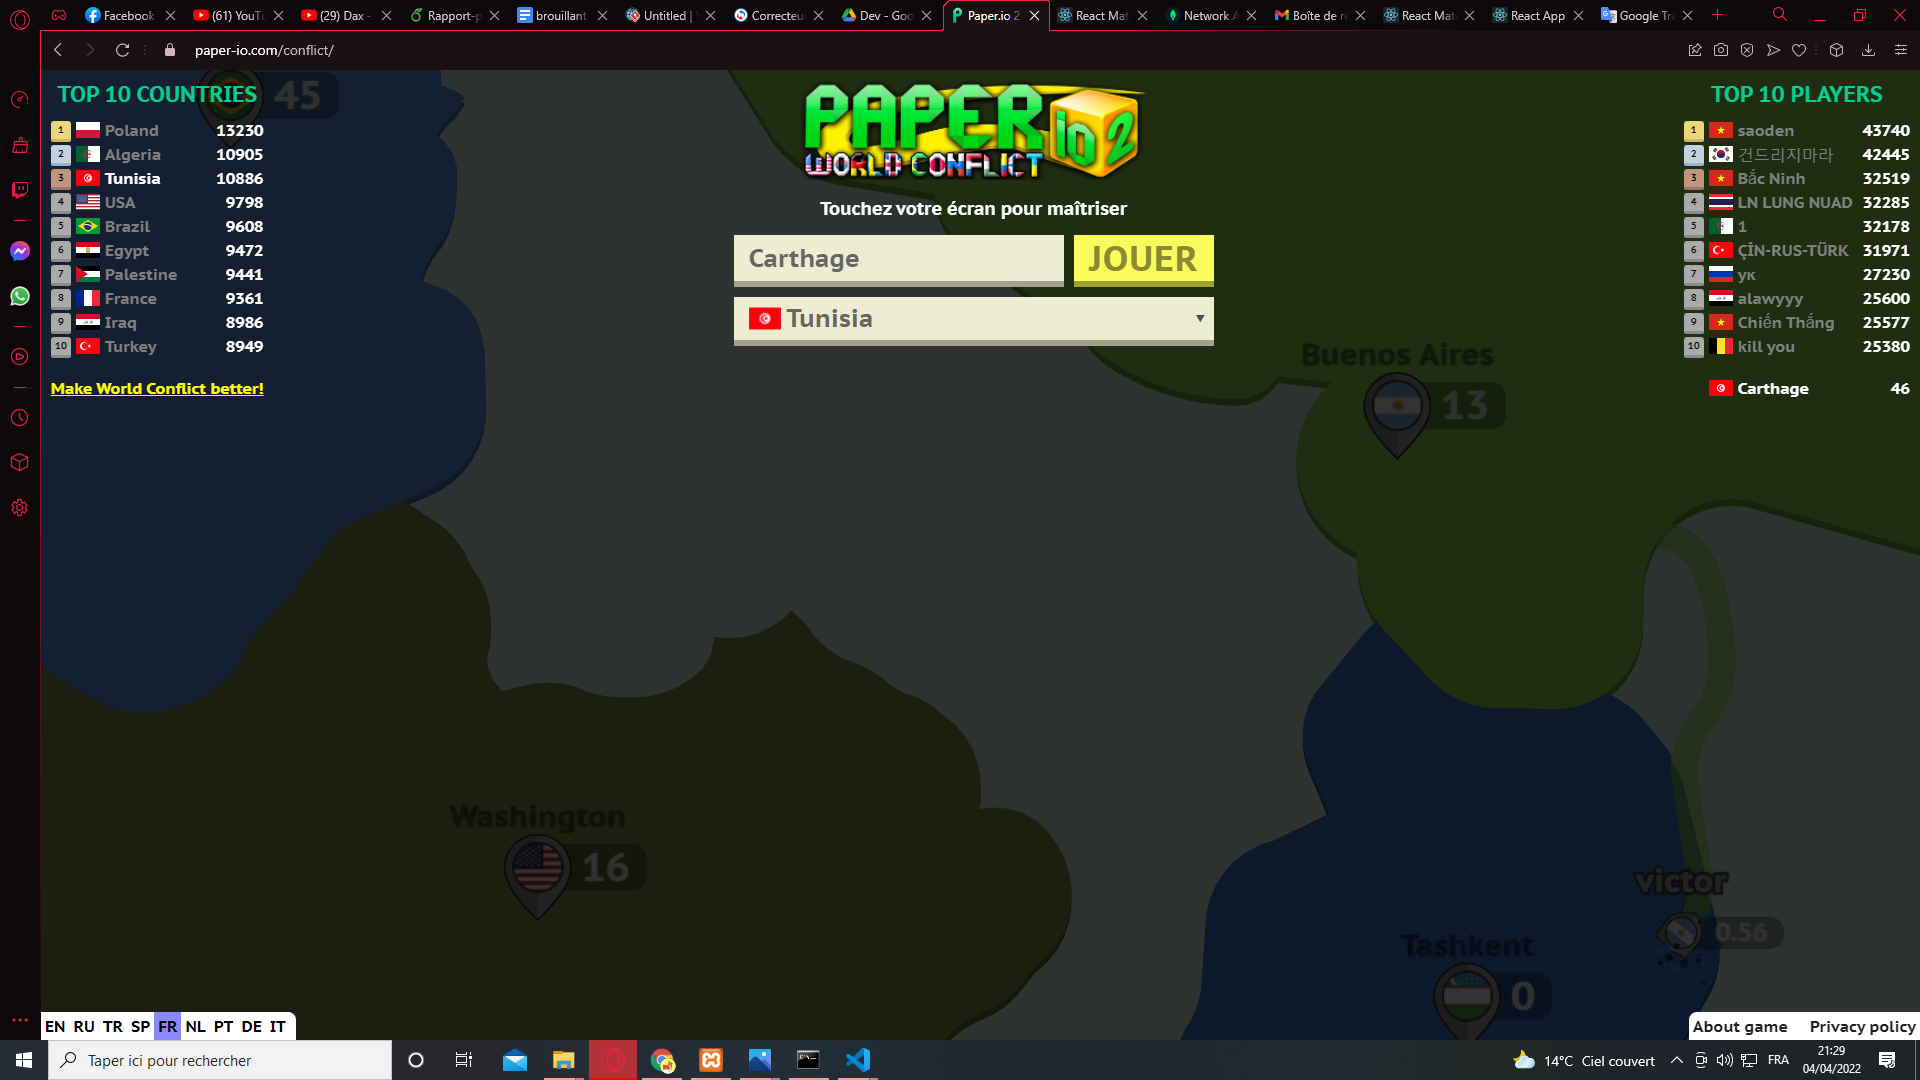 Facebook
(61) YouTu
(29) Dax -
Rapport-p
brouillant
Untitled |
Correcteu
Dev - Goo
Paper.io 2
React Mat
Network A
Boîte de ré
React Mat
React App
Google Tra
paper-io.com/conflict/
TOP 10 COUNTRIES
1 Poland 13230
2 Algeria 10905
3 Tunisia 10886
4 USA 9798
5 Brazil 9608
6 Egypt 9472
7 Palestine 9441
8 France 9361
9 Iraq 8986
10 Turkey 8949
Make World Conflict better!
45
PAPER io 2
WORLD CONFLICT
Touchez votre écran pour maîtriser
Carthage
JOUER
Tunisia
TOP 10 PLAYERS
1 saoden 43740
2 건드리지마라 42445
3 Bắc Ninh 32519
4 LN LUNG NUAD 32285
5 1 32178
6 ÇİN-RUS-TÜRK 31971
7 ук 27230
8 alawyyy 25600
9 Chiến Thắng 25577
10 kill you 25380
Carthage 46
Buenos Aires
13
Washington
16
victor
0.56
Tashkent
0
EN RU TR SP FR NL PT DE IT
About game Privacy policy
Taper ici pour rechercher
14°C Ciel couvert
FRA
21:29
04/04/2022